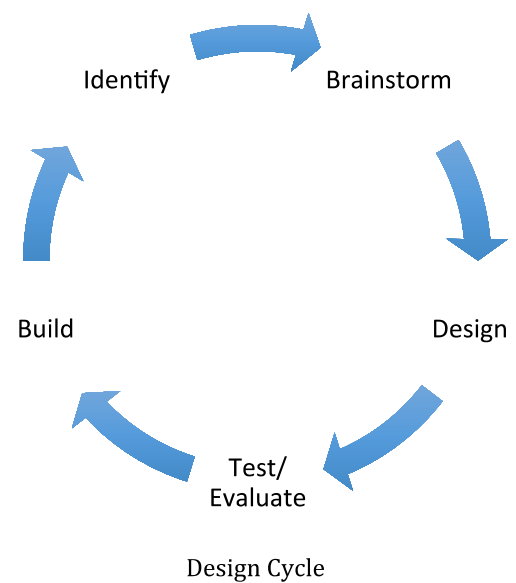 Identify
Brainstorm
Design
Test/
Evaluate
Build
Design Cycle